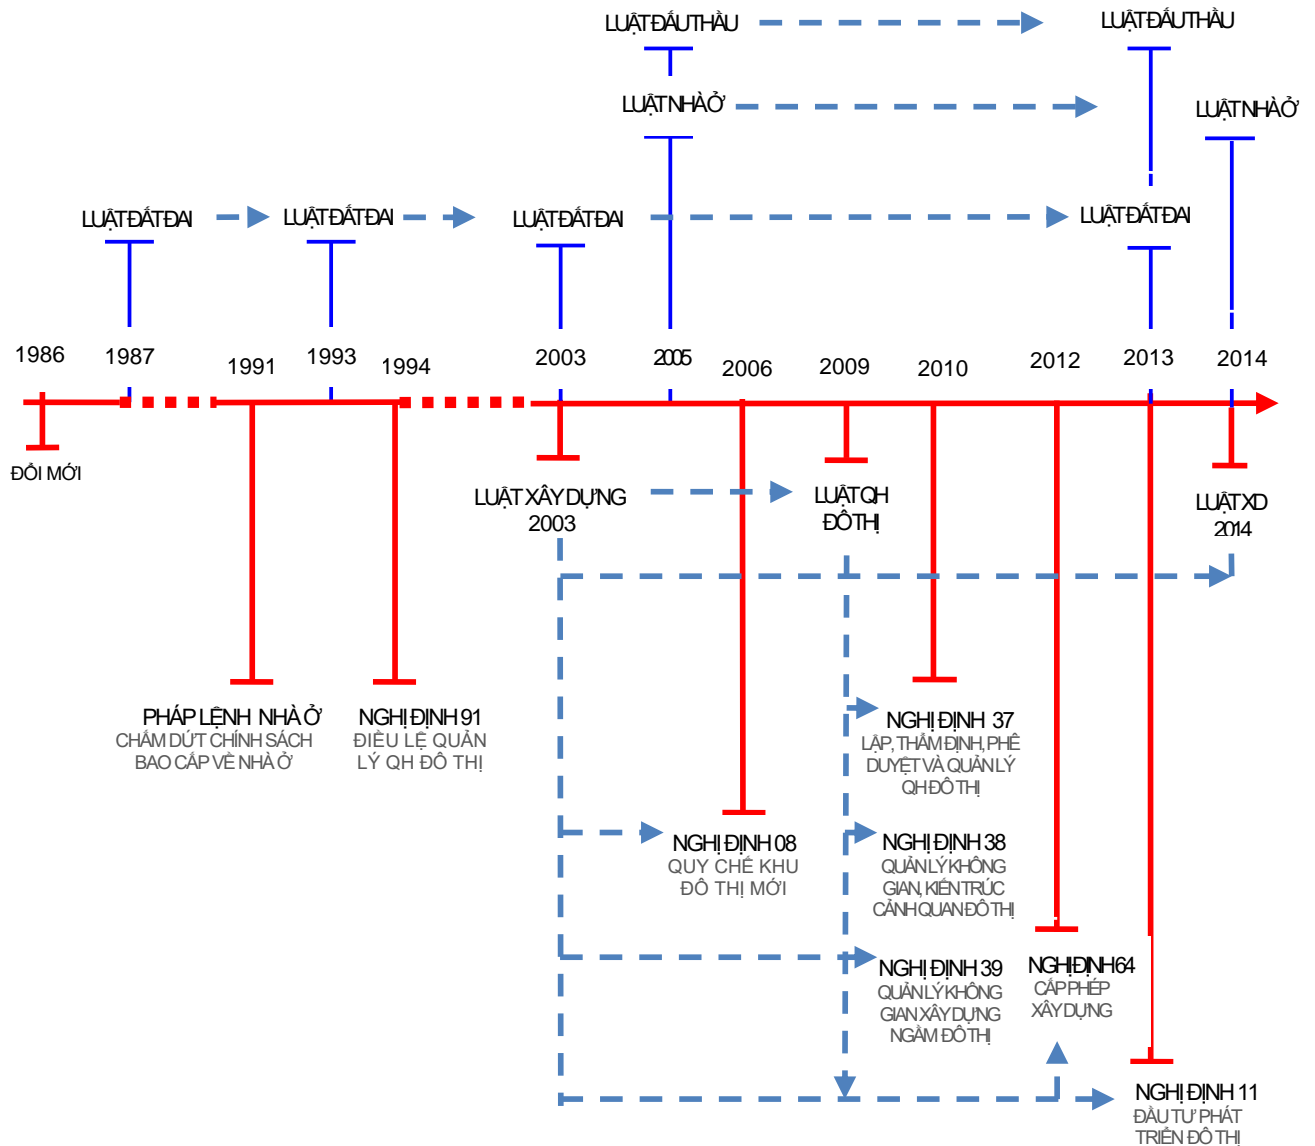 LUẬT ĐẤU THẦU
LUẬT ĐẤU THẦU
LUẬT NHÀ Ở
LUẬT NHÀ Ở
LUẬT ĐẤT ĐAI
LUẬT ĐẤT ĐAI
LUẬT ĐẤT ĐAI
LUẬT ĐẤT ĐAI
1986
1987
1991
1993
1994
2003
2005
2006
2009
2010
2012
2013
2014
ĐỔI MỚI
LUẬT XÂY DỰNG
2003
LUẬT QH
ĐÔ THỊ
LUẬT XD
2014
PHÁP LỆNH NHÀ Ở
CHẤM DỨT CHÍNH SÁCH
BAO CẤP VỀ NHÀ Ở
NGHỊ ĐỊNH 91
ĐIỀU LỆ QUẢN
LÝ QH ĐÔ THỊ
NGHỊ ĐỊNH 37
LẬP, THẨM ĐỊNH, PHÊ
DUYỆT VÀ QUẢN LÝ
QH ĐÔ THỊ
NGHỊ ĐỊNH 08
QUY CHẾ KHU
ĐÔ THỊ MỚI
NGHỊ ĐỊNH 38
QUẢN LÝ KHÔNG
GIAN, KIẾN TRÚC
CẢNH QUAN ĐÔ THỊ
NGHỊ ĐỊNH 39
QUẢN LÝ KHÔNG
GIAN XÂY DỰNG
NGẦM ĐÔ THỊ
NGHỊ ĐỊNH 64
CẤP PHÉP
XÂY DỰNG
NGHỊ ĐỊNH 11
ĐẦU TƯ PHÁT
TRIỂN ĐÔ THỊ